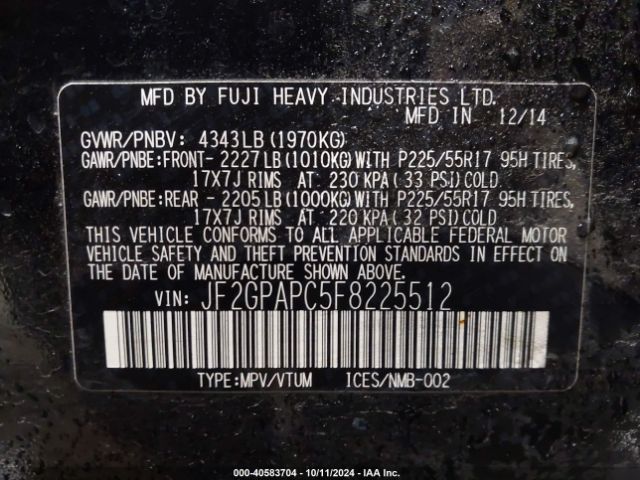 MFD BY FUJI HEAVY INDUSTRIES LTD.
MFD IN 12/14
GVWR/PNBV: 4343LB(1970KG)
GAWR/PNBE:FRONT- 2227LB(1010KG)WITH P225/55R17 95H TIRES,
17X7J RIMS AT 230 KPA(33 PSI)COLD
GAWR/PNBE:REAR - 2205LB(1000KG)WITH P225/55R17 95H TIRES,
17X7J RIMS AT 220 KPA(32 PSI)COLD
THIS VEHICLE CONFORMS TO ALL APPLICABLE FEDERAL MOTOR
VEHICLE SAFETY AND THEFT PREVENTION STANDARDS IN EFFECT
ON THE DATE OF MANUFACTURE SHOWN ABOVE.
VIN: JF2GPAPC5F8225512
TYPE:MPV/VTUM ICES/NMB-002
000-40583704 - 10/11/2024 - IAA Inc.